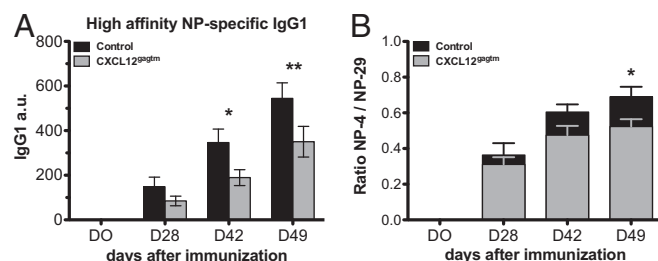 A
High affinity NP-specific IgG1
800
600
400
200
0
IgG1 a.u.
Control
CXCL12gagtm
*
**
DO D28 D42 D49
days after immunization
B
1.0
0.8
0.6
0.4
0.2
0.0
Ratio NP-4 / NP-29
Control
CXCL12gagtm
*
DO D28 D42 D49
days after immunization